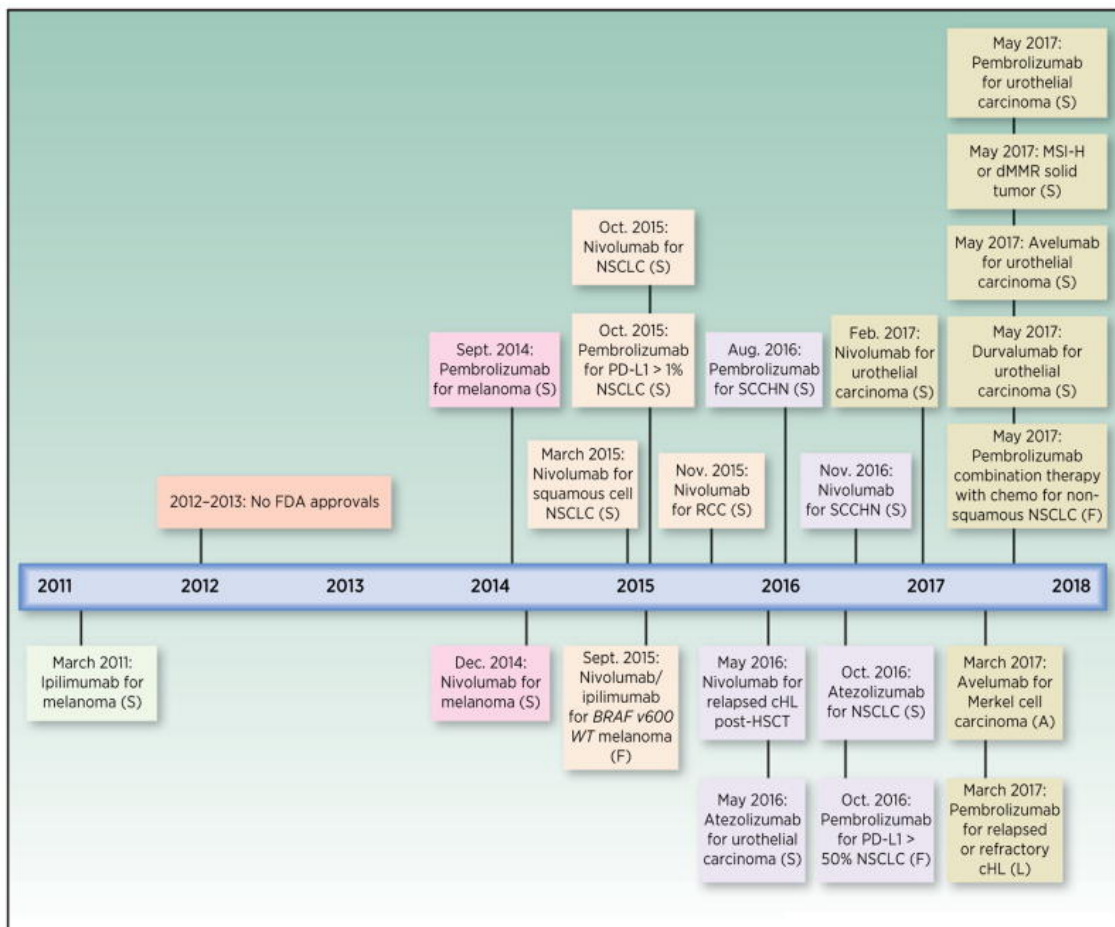 May 2017:
Pembrolizumab
for urothelial
carcinoma (S)
May 2017: MSI-H
or dMMR solid
tumor (S)
Oct. 2015:
Nivolumab for
NSCLC (S)
May 2017: Avelumab
for urothelial
carcinoma (S)
Sept. 2014:
Pembrolizumab
for melanoma (S)
Oct. 2015:
Pembrolizumab
for PD-L1 > 1%
NSCLC (S)
Aug. 2016:
Pembrolizumab
for SCCHN (S)
Feb. 2017:
Nivolumab for
urothelial
carcinoma (S)
May 2017:
Durvalumab for
urothelial
carcinoma (S)
2012–2013: No FDA approvals
March 2015:
Nivolumab for
squamous cell
NSCLC (S)
Nov. 2015:
Nivolumab
for RCC (S)
Nov. 2016:
Nivolumab
for SCCHN (S)
May 2017:
Pembrolizumab
combination therapy
with chemo for non-
squamous NSCLC (F)
2011 2012 2013 2014 2015 2016 2017 2018
March 2011:
Ipilimumab for
melanoma (S)
Dec. 2014:
Nivolumab for
melanoma (S)
Sept. 2015:
Nivolumab/
ipilimumab
for BRAF v600
WT melanoma
(F)
May 2016:
Nivolumab for
relapsed cHL
post-HSCT
Oct. 2016:
Atezolizumab
for NSCLC (S)
March 2017:
Avelumab for
Merkel cell
carcinoma (A)
May 2016:
Atezolizumab
for urothelial
carcinoma (S)
Oct. 2016:
Pembrolizumab
for PD-L1 >
50% NSCLC (F)
March 2017:
Pembrolizumab
for relapsed
or refractory
cHL (L)